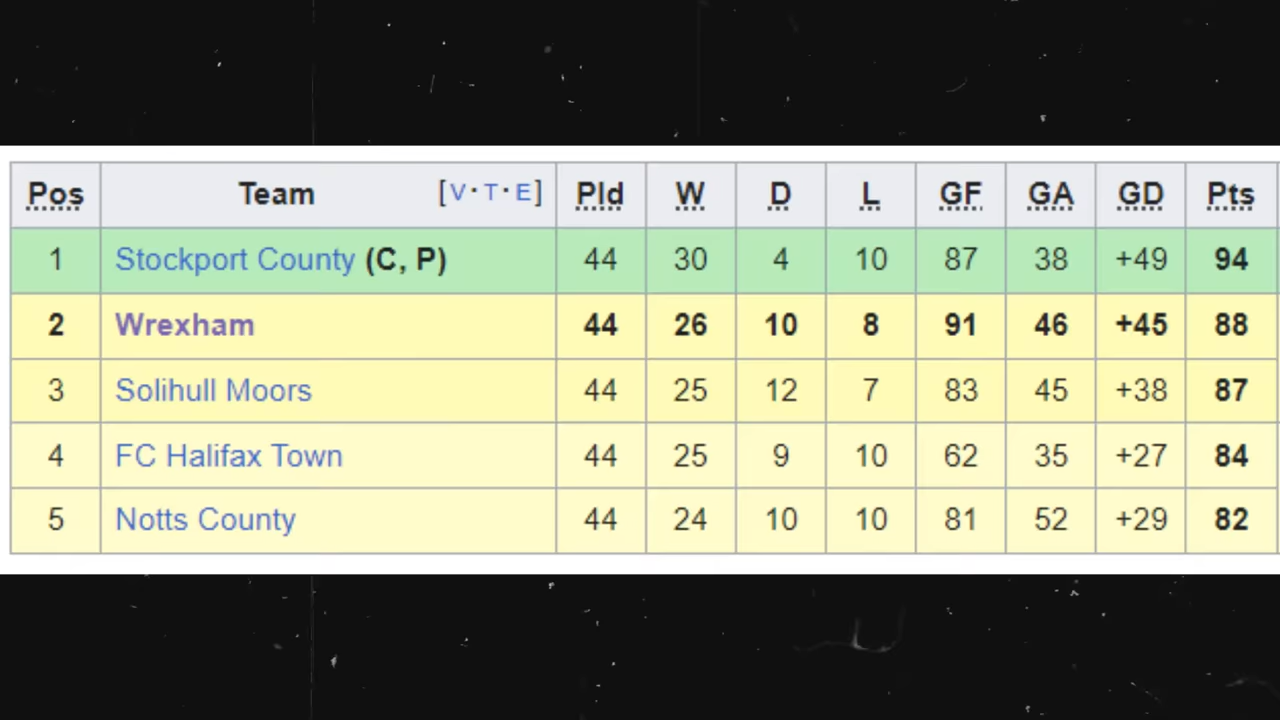 Pos Team [V·T·E] Pld W D L GF GA GD Pts
1 Stockport County (C, P) 44 30 4 10 87 38 +49 94
2 Wrexham 44 26 10 8 91 46 +45 88
3 Solihull Moors 44 25 12 7 83 45 +38 87
4 FC Halifax Town 44 25 9 10 62 35 +27 84
5 Notts County 44 24 10 10 81 52 +29 82